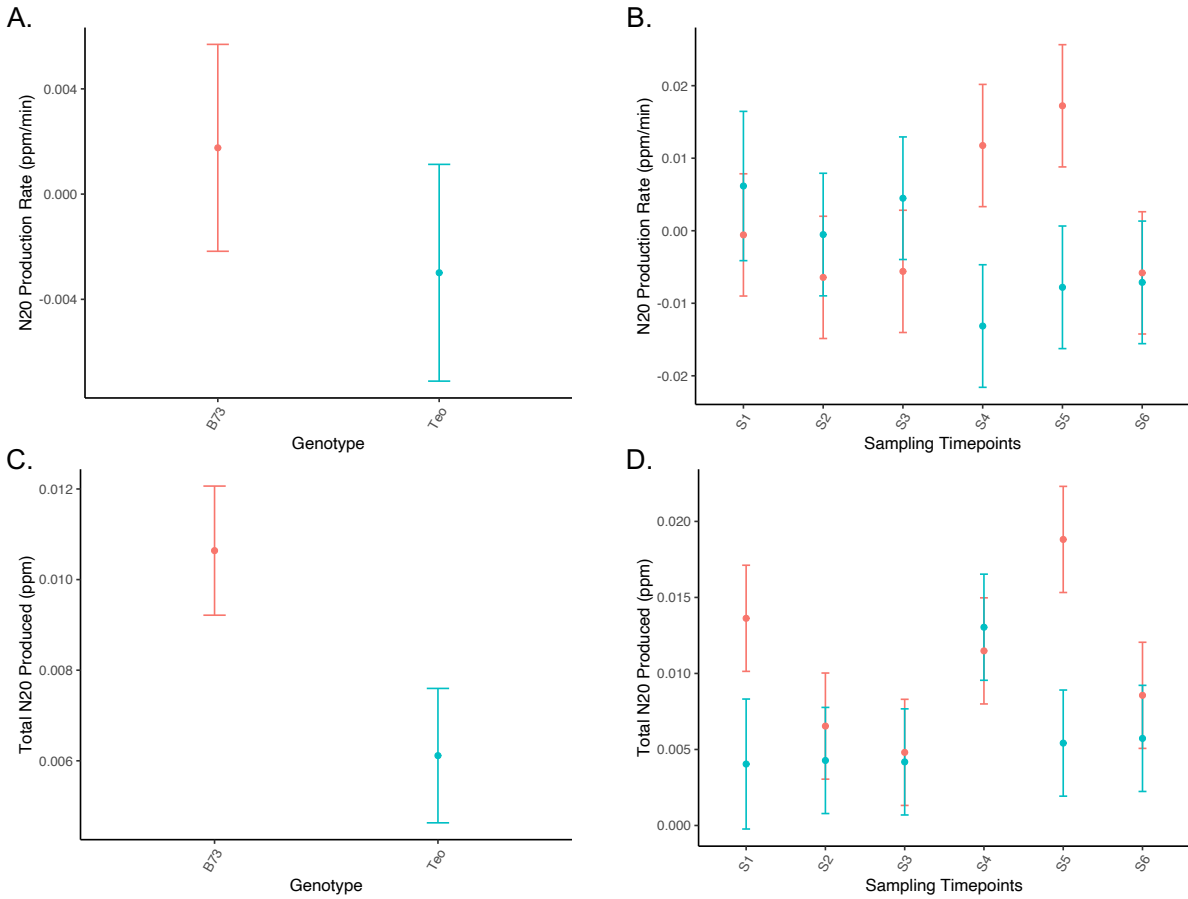 A.
N20 Production Rate (ppm/min)
0.004
0.000
-0.004
B73
Teo
Genotype
B.
N20 Production Rate (ppm/min)
0.02
0.01
0.00
-0.01
-0.02
S1
S2
S3
S4
S5
S6
Sampling Timepoints
C.
Total N20 Produced (ppm)
0.012
0.010
0.008
0.006
B73
Teo
Genotype
D.
Total N20 Produced (ppm)
0.020
0.015
0.010
0.005
0.000
S1
S2
S3
S4
S5
S6
Sampling Timepoints